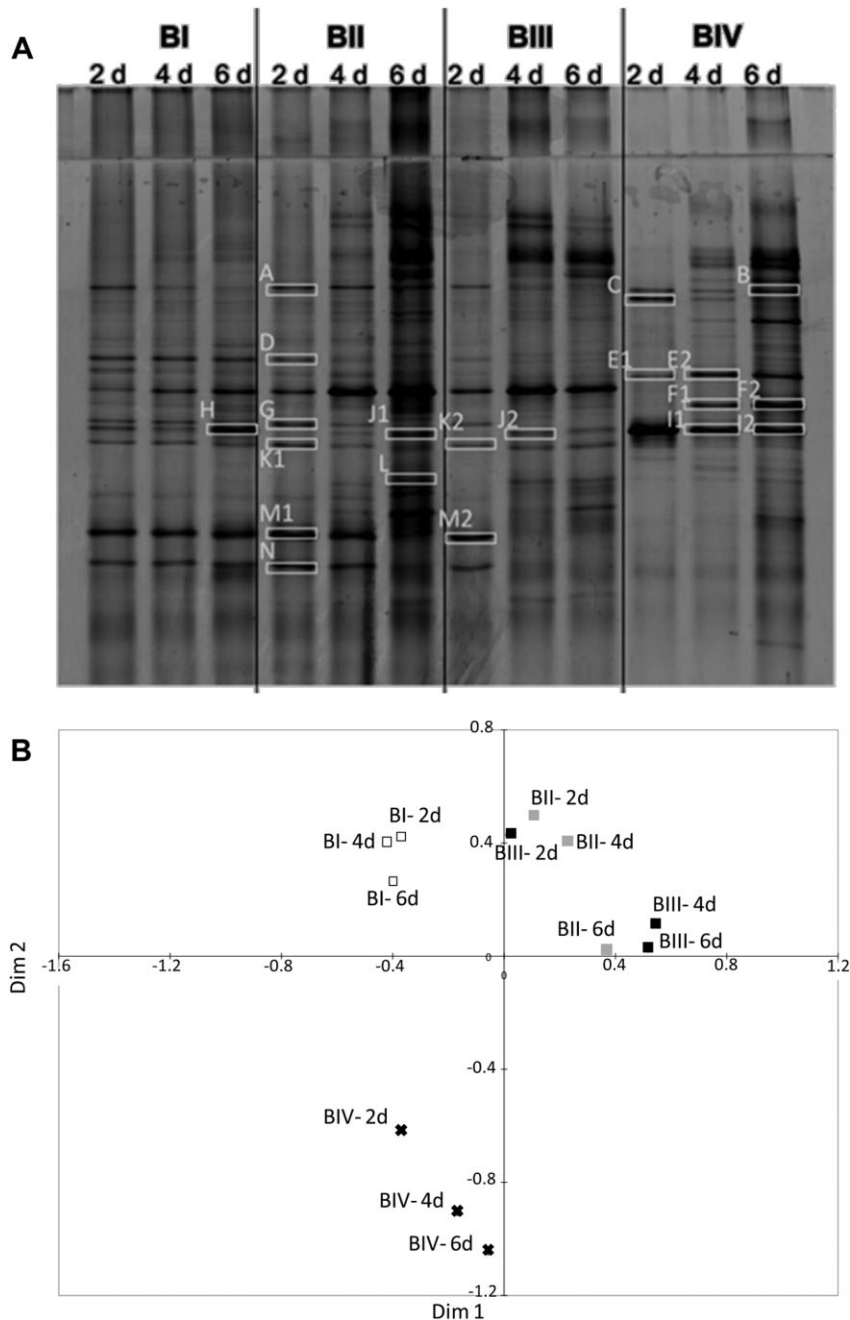 A
BI BII BIII BIV
2 d 4 d 6 d 2 d 4 d 6 d 2 d 4 d 6 d 2 d 4 d 6 d
A
C B
D
E1 E2
F1 F2
H G J1 K2 J2 I1 I2
K1
L
M1 M2
N
B
0.8
BII- 2d
BI- 2d
BI- 4d 0.4 BIII- 2d BII- 4d
BI- 6d
BIII- 4d
BII- 6d BIII- 6d
-1.6 -1.2 -0.8 -0.4 0 0 0.4 0.8 1.2
Dim 2
-0.4
BIV- 2d
-0.8
BIV- 4d
BIV- 6d
-1.2
Dim 1